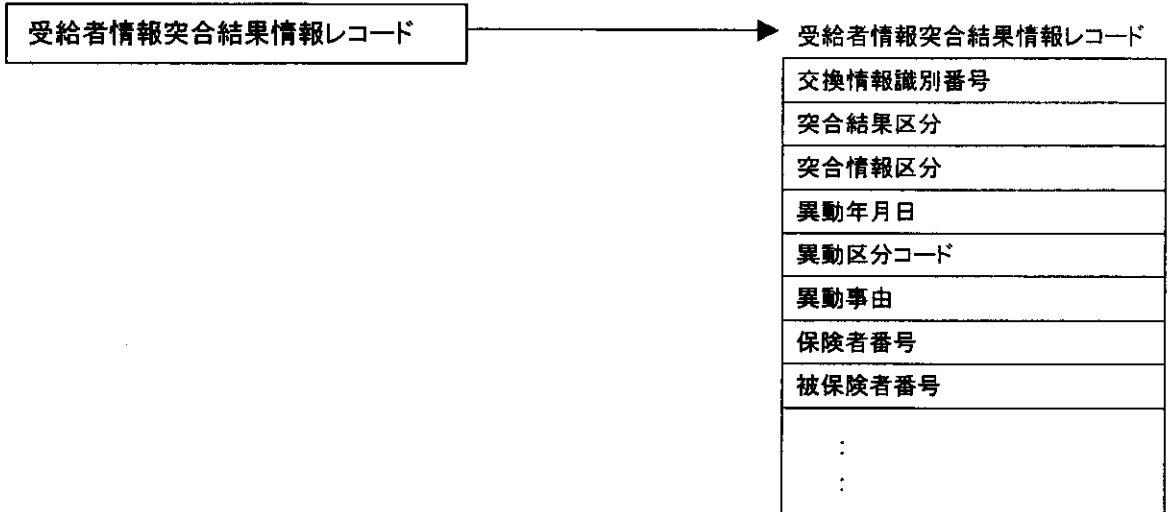 受給者情報突合結果情報レコード
受給者情報突合結果情報レコード
交換情報識別番号
突合結果区分
突合情報区分
異動年月日
異動区分コード
異動事由
保険者番号
被保険者番号
:
: